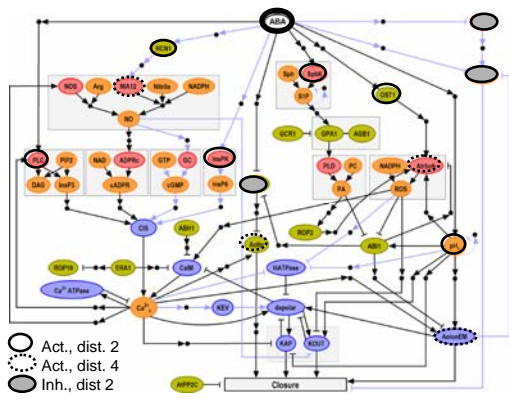 ABA
RCN1
NOS
Arg
NIA12
Nitrite
NADPH
Sph
SphK
S1P
OST1
NO
GCR1
GPA1
AGB1
PLC
PIP2
NAD
ADPRc
GTP
GC
InsPK
PLD
PC
NADPH
Atrboh
DAG
InsP3
cADPR
cGMP
InsP6
PA
ROS
CIS
ABH1
Actin
ROP2
ABI1
pHc
ROP10
ERA1
CalM
HATPase
Ca2+ ATPase
Ca2+c
KEV
depolar
KAP
KOUT
AnionEM
AtPP2C
Closure
Act., dist. 2
Act., dist. 4
Inh., dist 2